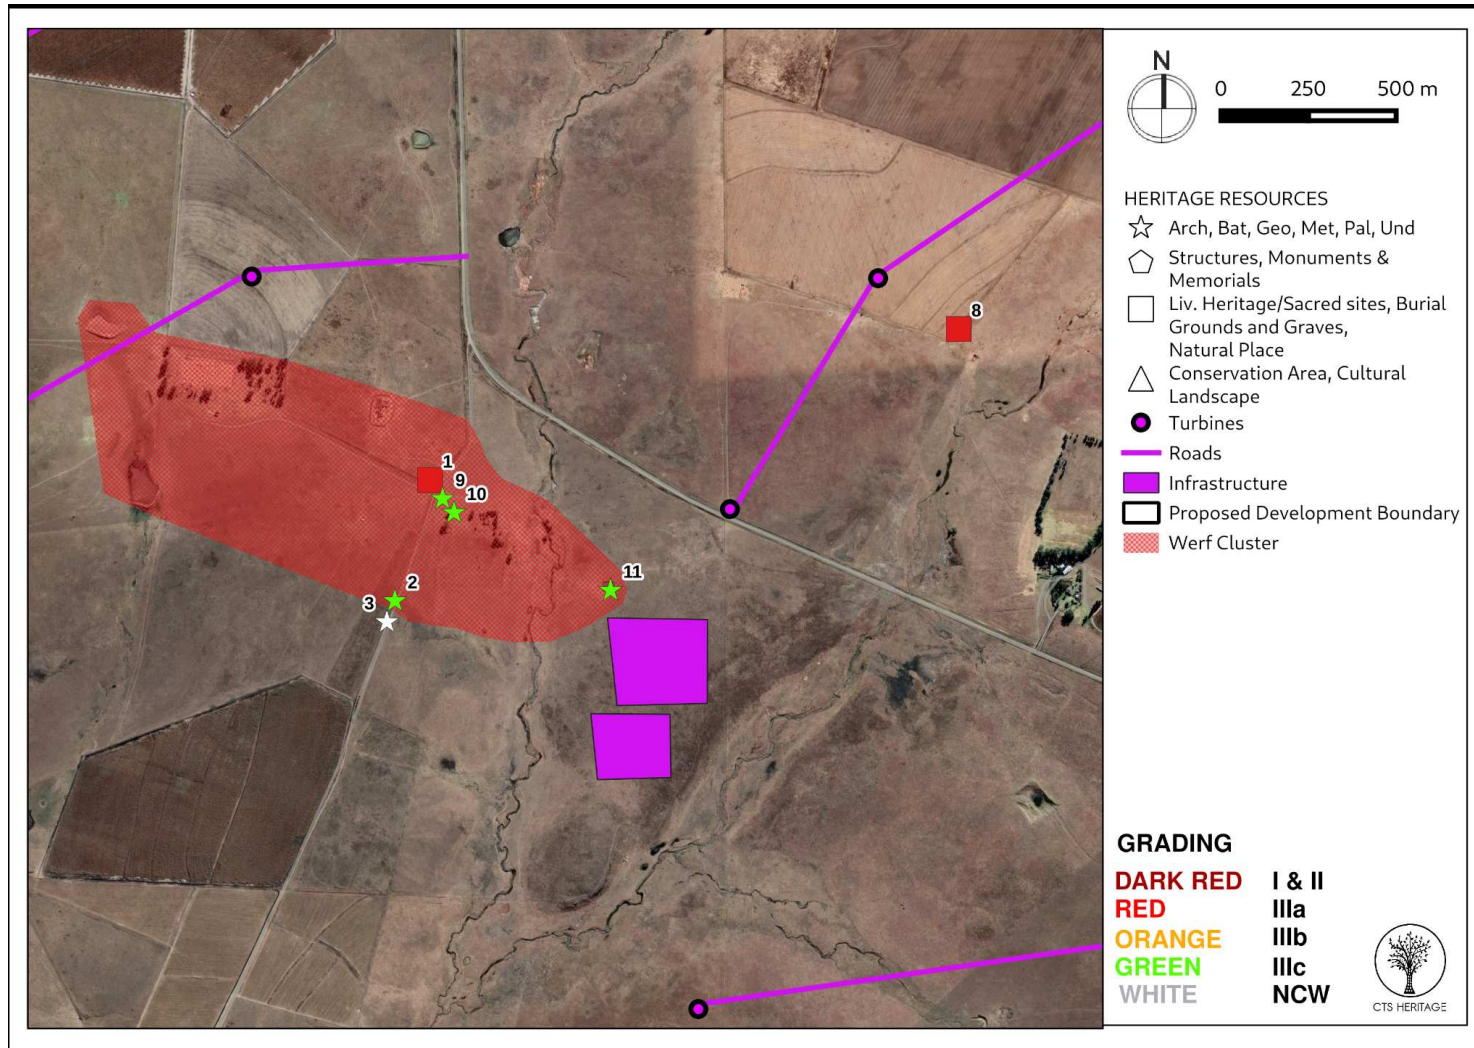 N
0 250 500 m
HERITAGE RESOURCES
Arch, Bat, Geo, Met, Pal, Und
Structures, Monuments &
Memorials
Liv. Heritage/Sacred sites, Burial
Grounds and Graves,
Natural Place
Conservation Area, Cultural
Landscape
Turbines
Roads
Infrastructure
Proposed Development Boundary
Werf Cluster
8
1
9
10
11
2
3
GRADING
DARK RED I & II
RED IIIa
ORANGE IIIb
GREEN IIIc
WHITE NCW
CTS HERITAGE